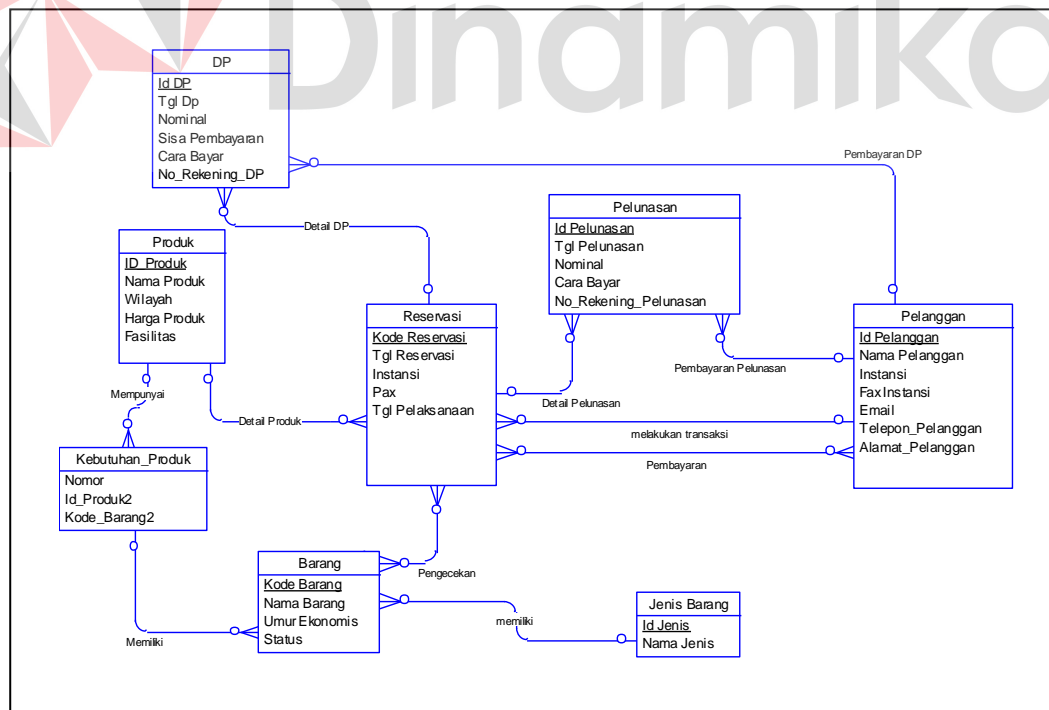 Dinamika
DP
Id DP
Tgl Dp
Nominal
Sisa Pembayaran
Cara Bayar
No_Rekening_DP
Pembayaran DP
Detail DP
Pelunasan
Id Pelunasan
Tgl Pelunasan
Nominal
Cara Bayar
No_Rekening_Pelunasan
Produk
ID_Produk
Nama Produk
Wilayah
Harga Produk
Fasilitas
Reservasi
Kode Reservasi
Tgl Reservasi
Instansi
Pax
Tgl Pelaksanaan
Pelanggan
Id Pelanggan
Nama Pelanggan
Instansi
Fax Instansi
Email
Telepon_Pelanggan
Alamat_Pelanggan
Pembayaran Pelunasan
Mempunyai
Detail Pelunasan
Detail Produk
melakukan transaksi
Pembayaran
Kebutuhan_Produk
Nomor
Id_Produk2
Kode_Barang2
Barang
Kode Barang
Nama Barang
Umur Ekonomis
Status
Pengecekan
Jenis Barang
Id Jenis
Nama Jenis
memiliki
Memiliki